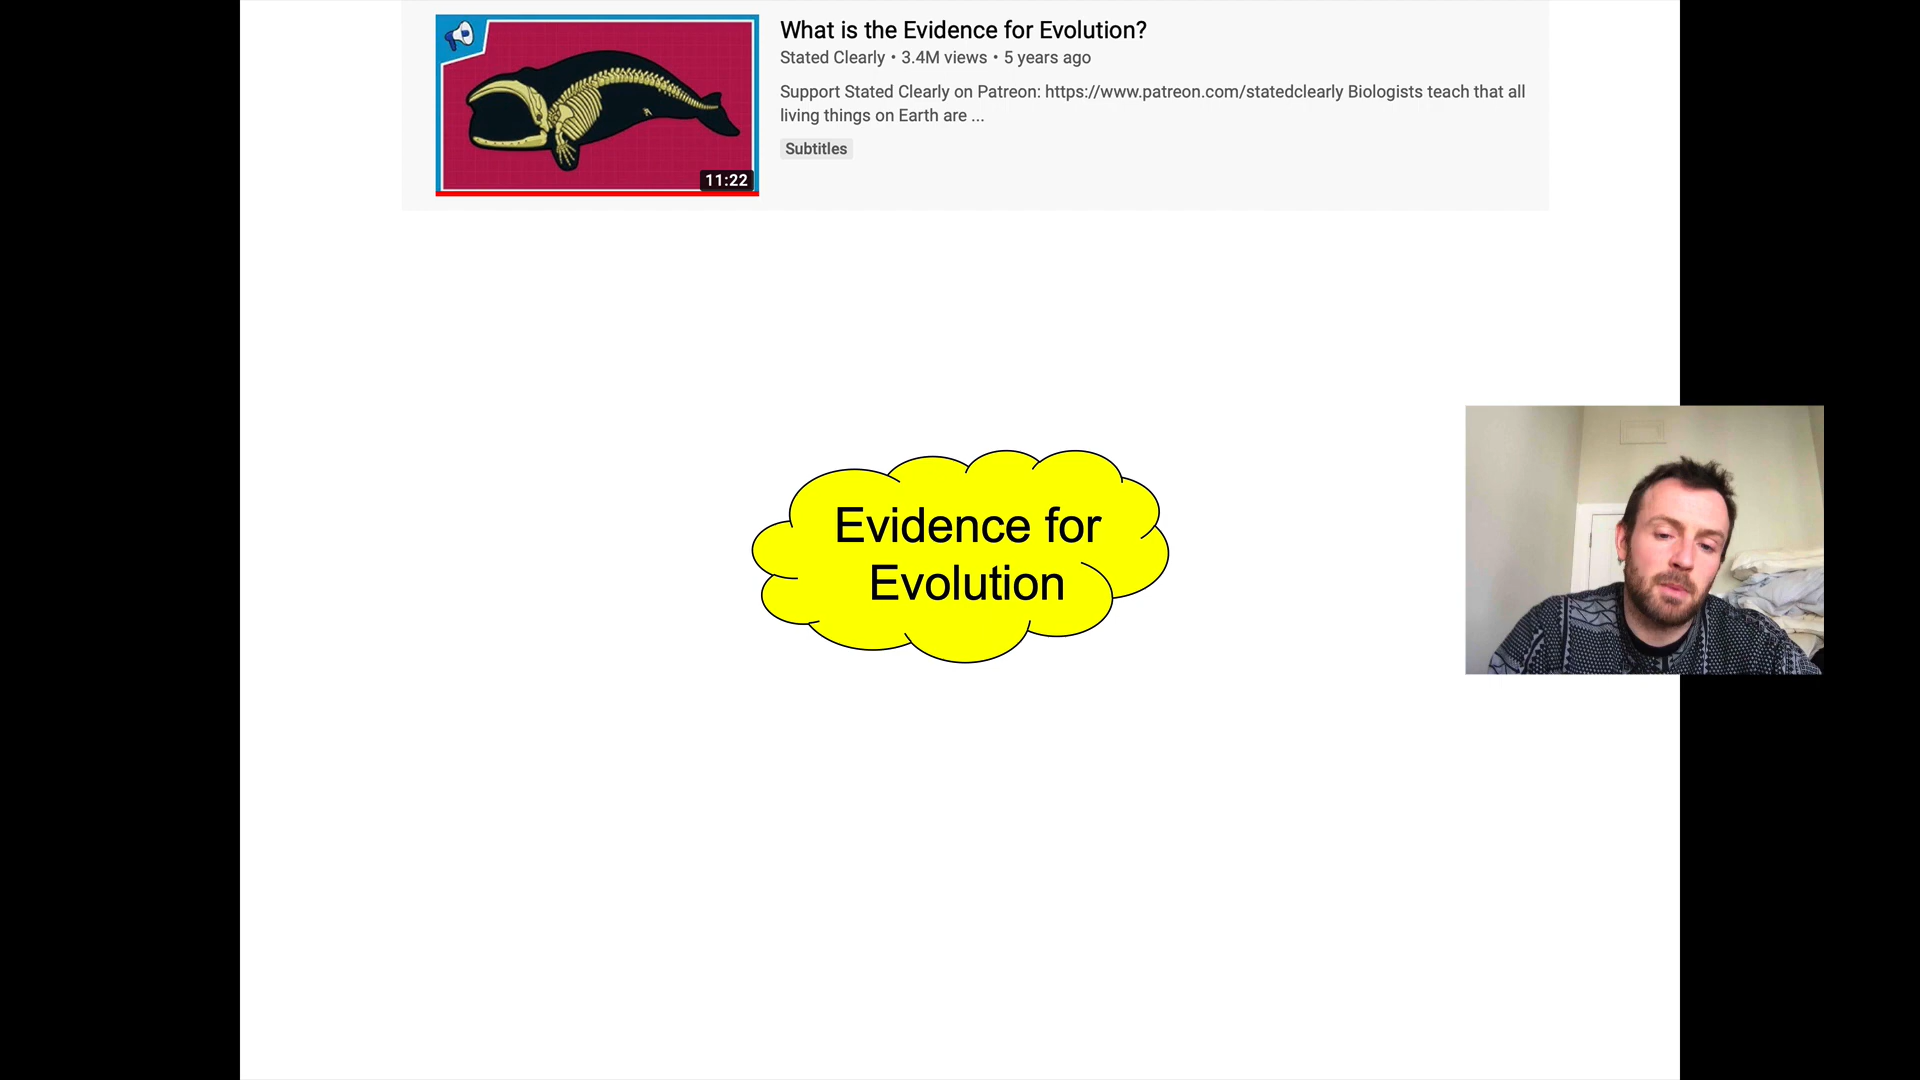 What is the Evidence for Evolution?
Stated Clearly • 3.4M views • 5 years ago
Support Stated Clearly on Patreon: https://www.patreon.com/statedclearly Biologists teach that all
living things on Earth are ...
Subtitles
11:22
Evidence for
Evolution